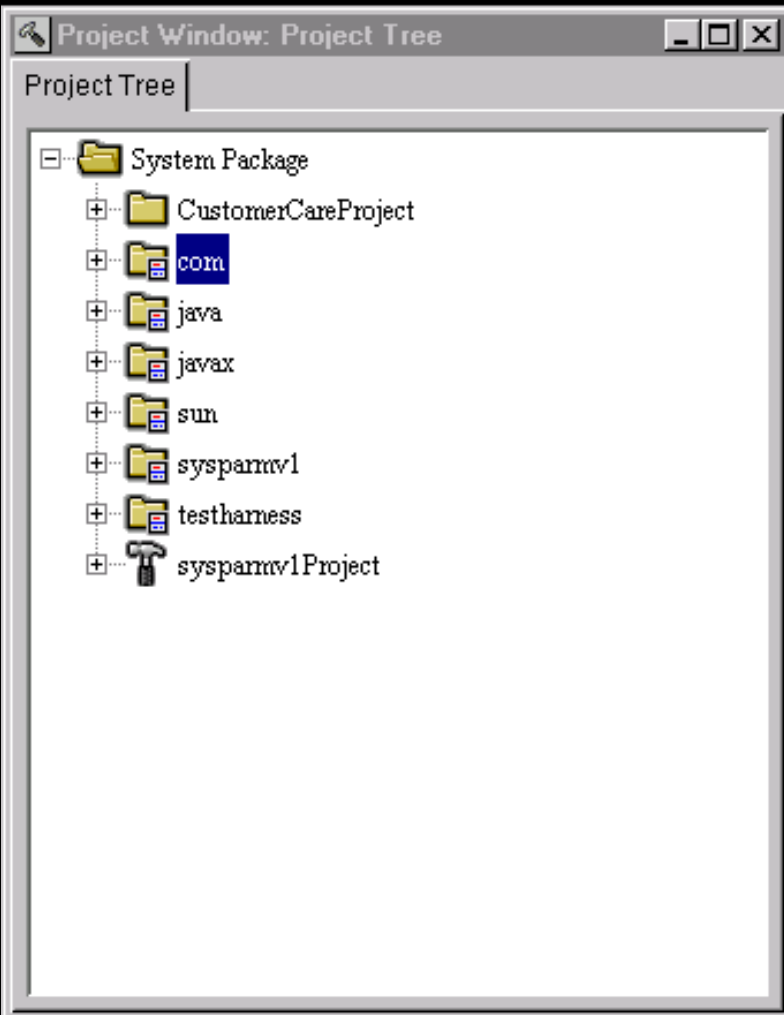 Project Window: Project Tree
Project Tree
System Package
CustomerCareProject
com
java
javax
sun
sysparmv1
testharness
sysparmv1Project